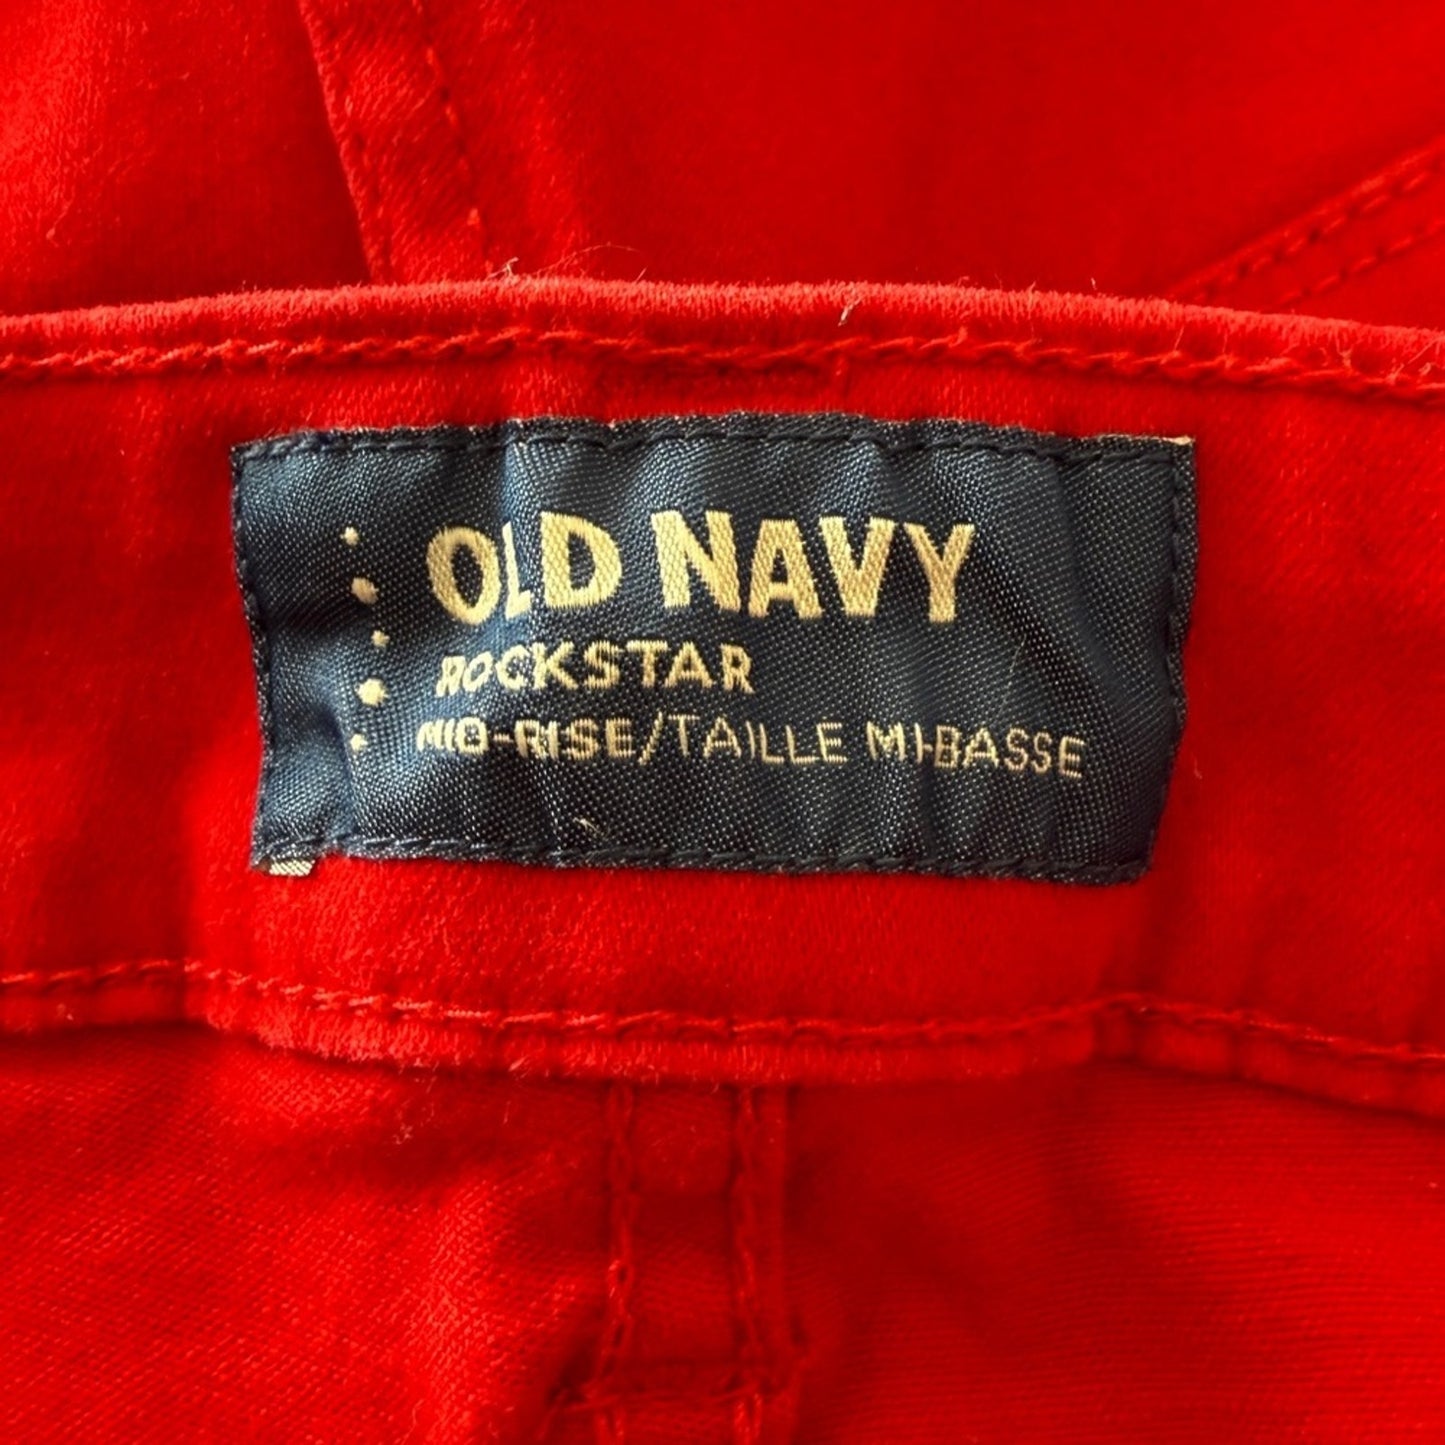 OLD NAVY
ROCKSTAR
MID-RISE/TAILLE MI-BASSE